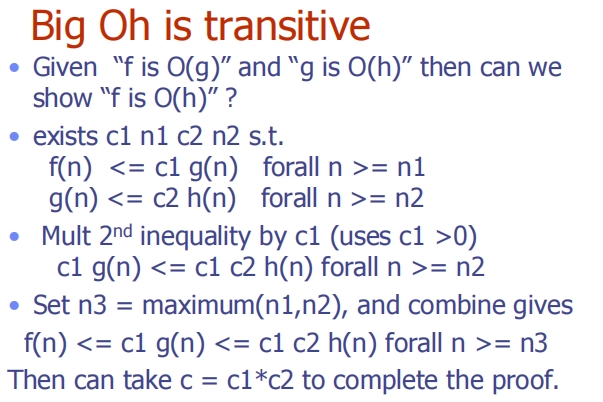 Big Oh is transitive
• Given “f is O(g)” and “g is O(h)” then can we
show “f is O(h)” ?
• exists c1 n1 c2 n2 s.t.
f(n) <= c1 g(n) forall n >= n1
g(n) <= c2 h(n) forall n >= n2
• Mult 2nd inequality by c1 (uses c1 >0)
c1 g(n) <= c1 c2 h(n) forall n >= n2
• Set n3 = maximum(n1,n2), and combine gives
f(n) <= c1 g(n) <= c1 c2 h(n) forall n >= n3
Then can take c = c1*c2 to complete the proof.